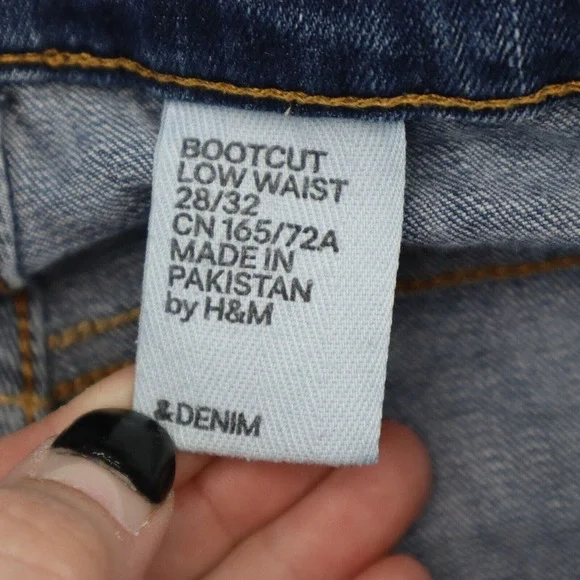 BOOTCUT
LOW WAIST
28/32
CN 165/72A
MADE IN
PAKISTAN
by H&M
&DENIM